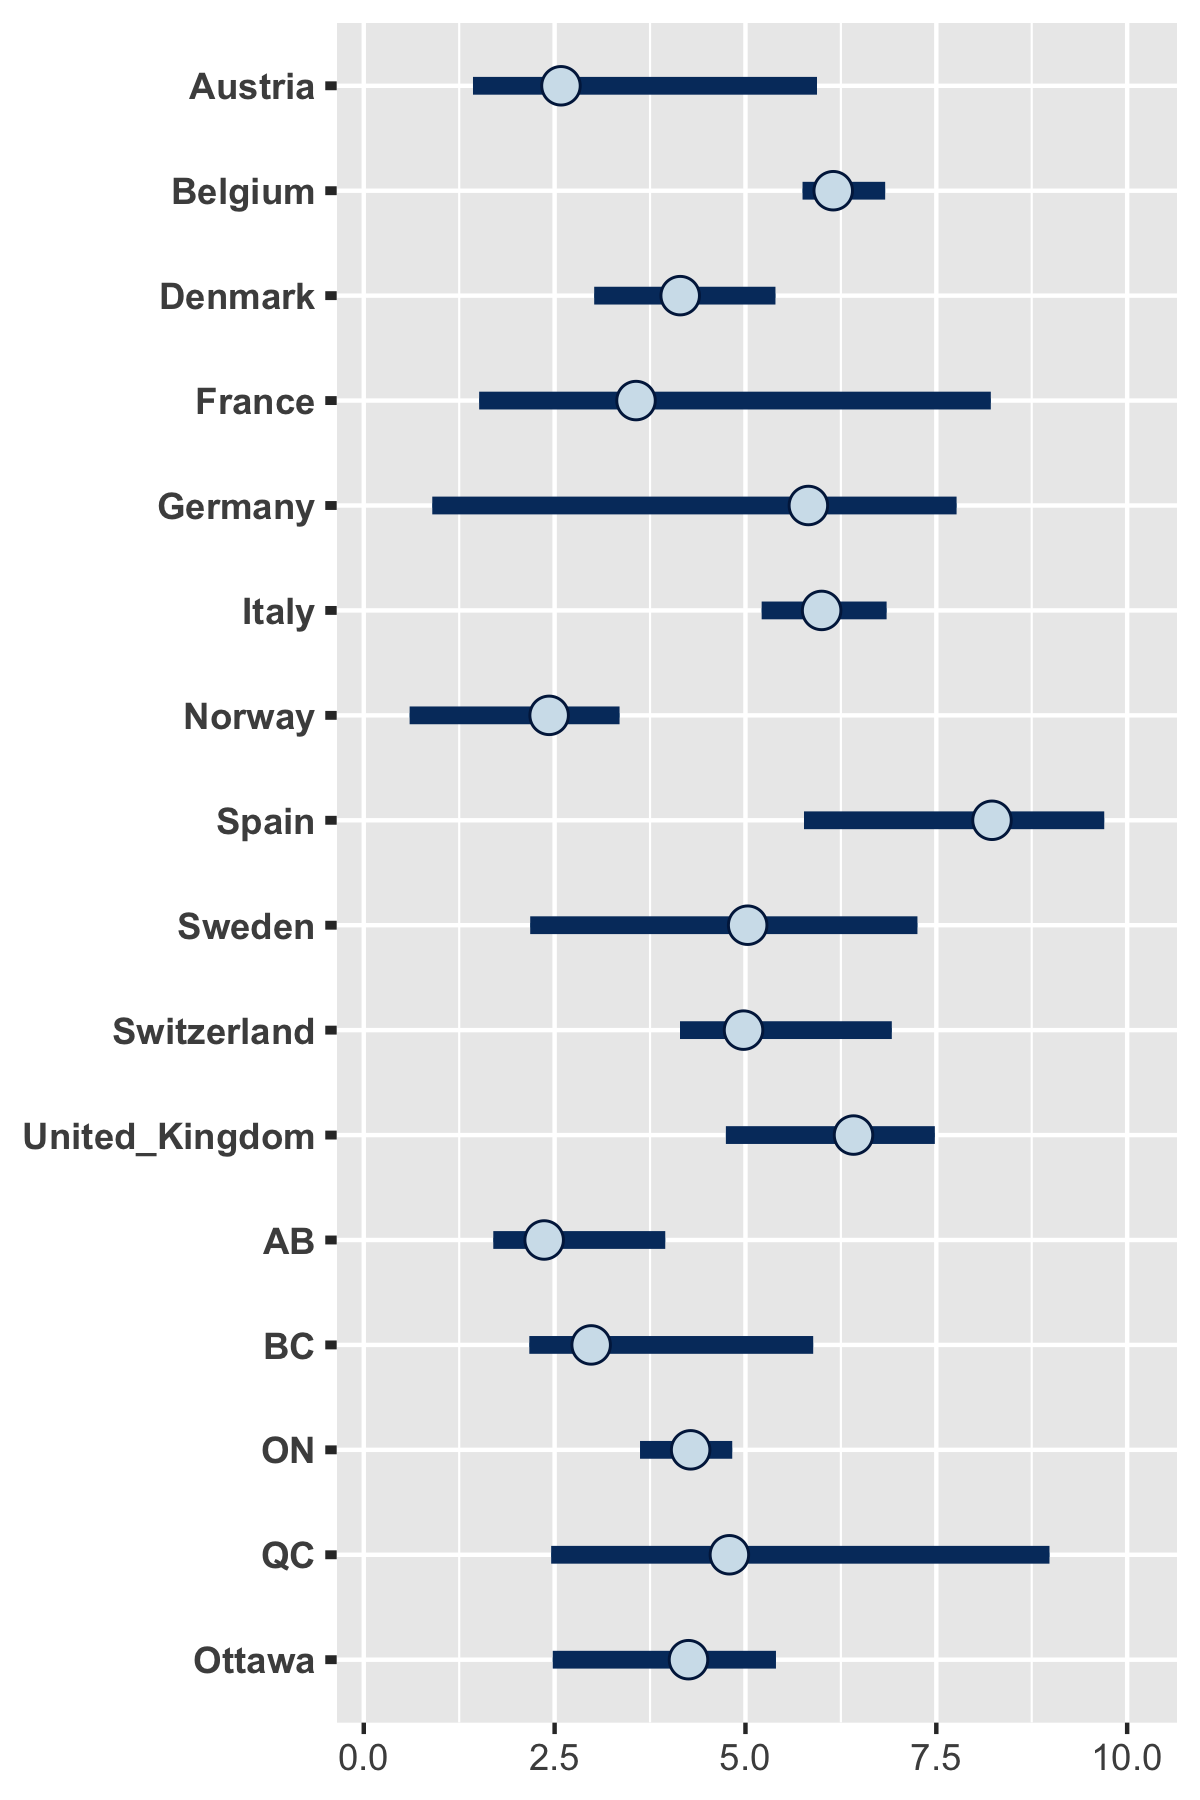 Austria
Belgium
Denmark
France
Germany
Italy
Norway
Spain
Sweden
Switzerland
United_Kingdom
AB
BC
ON
QC
Ottawa
0.0 2.5 5.0 7.5 10.0